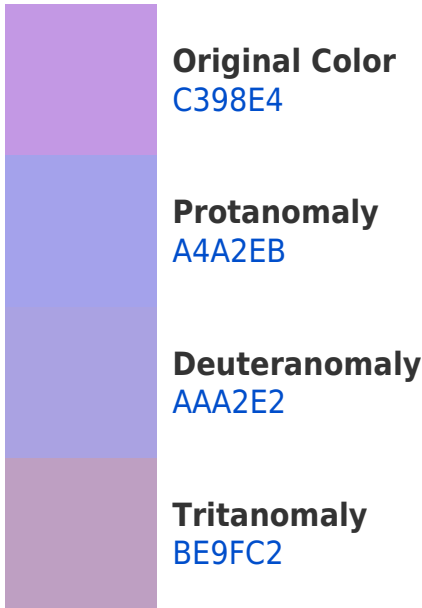 Original Color
C398E4
Protanomaly
A4A2EB
Deuteranomaly
AAA2E2
Tritanomaly
BE9FC2